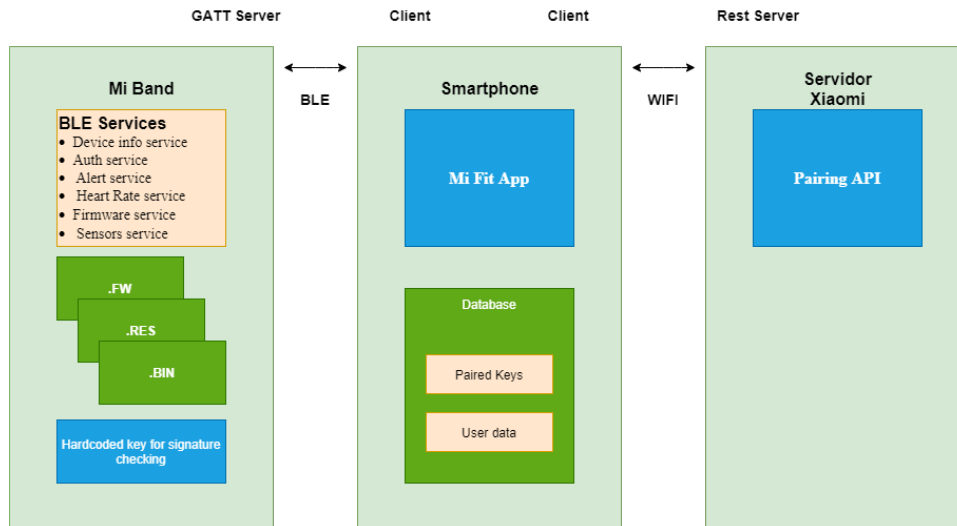 GATT Server
Client
Client
Rest Server
Mi Band
BLE Services
Device info service
Auth service
Alert service
Heart Rate service
Firmware service
Sensors service
.FW
.RES
.BIN
Hardcoded key for signature
checking
BLE
Smartphone
Mi Fit App
Database
Paired Keys
User data
WIFI
Servidor
Xiaomi
Pairing API